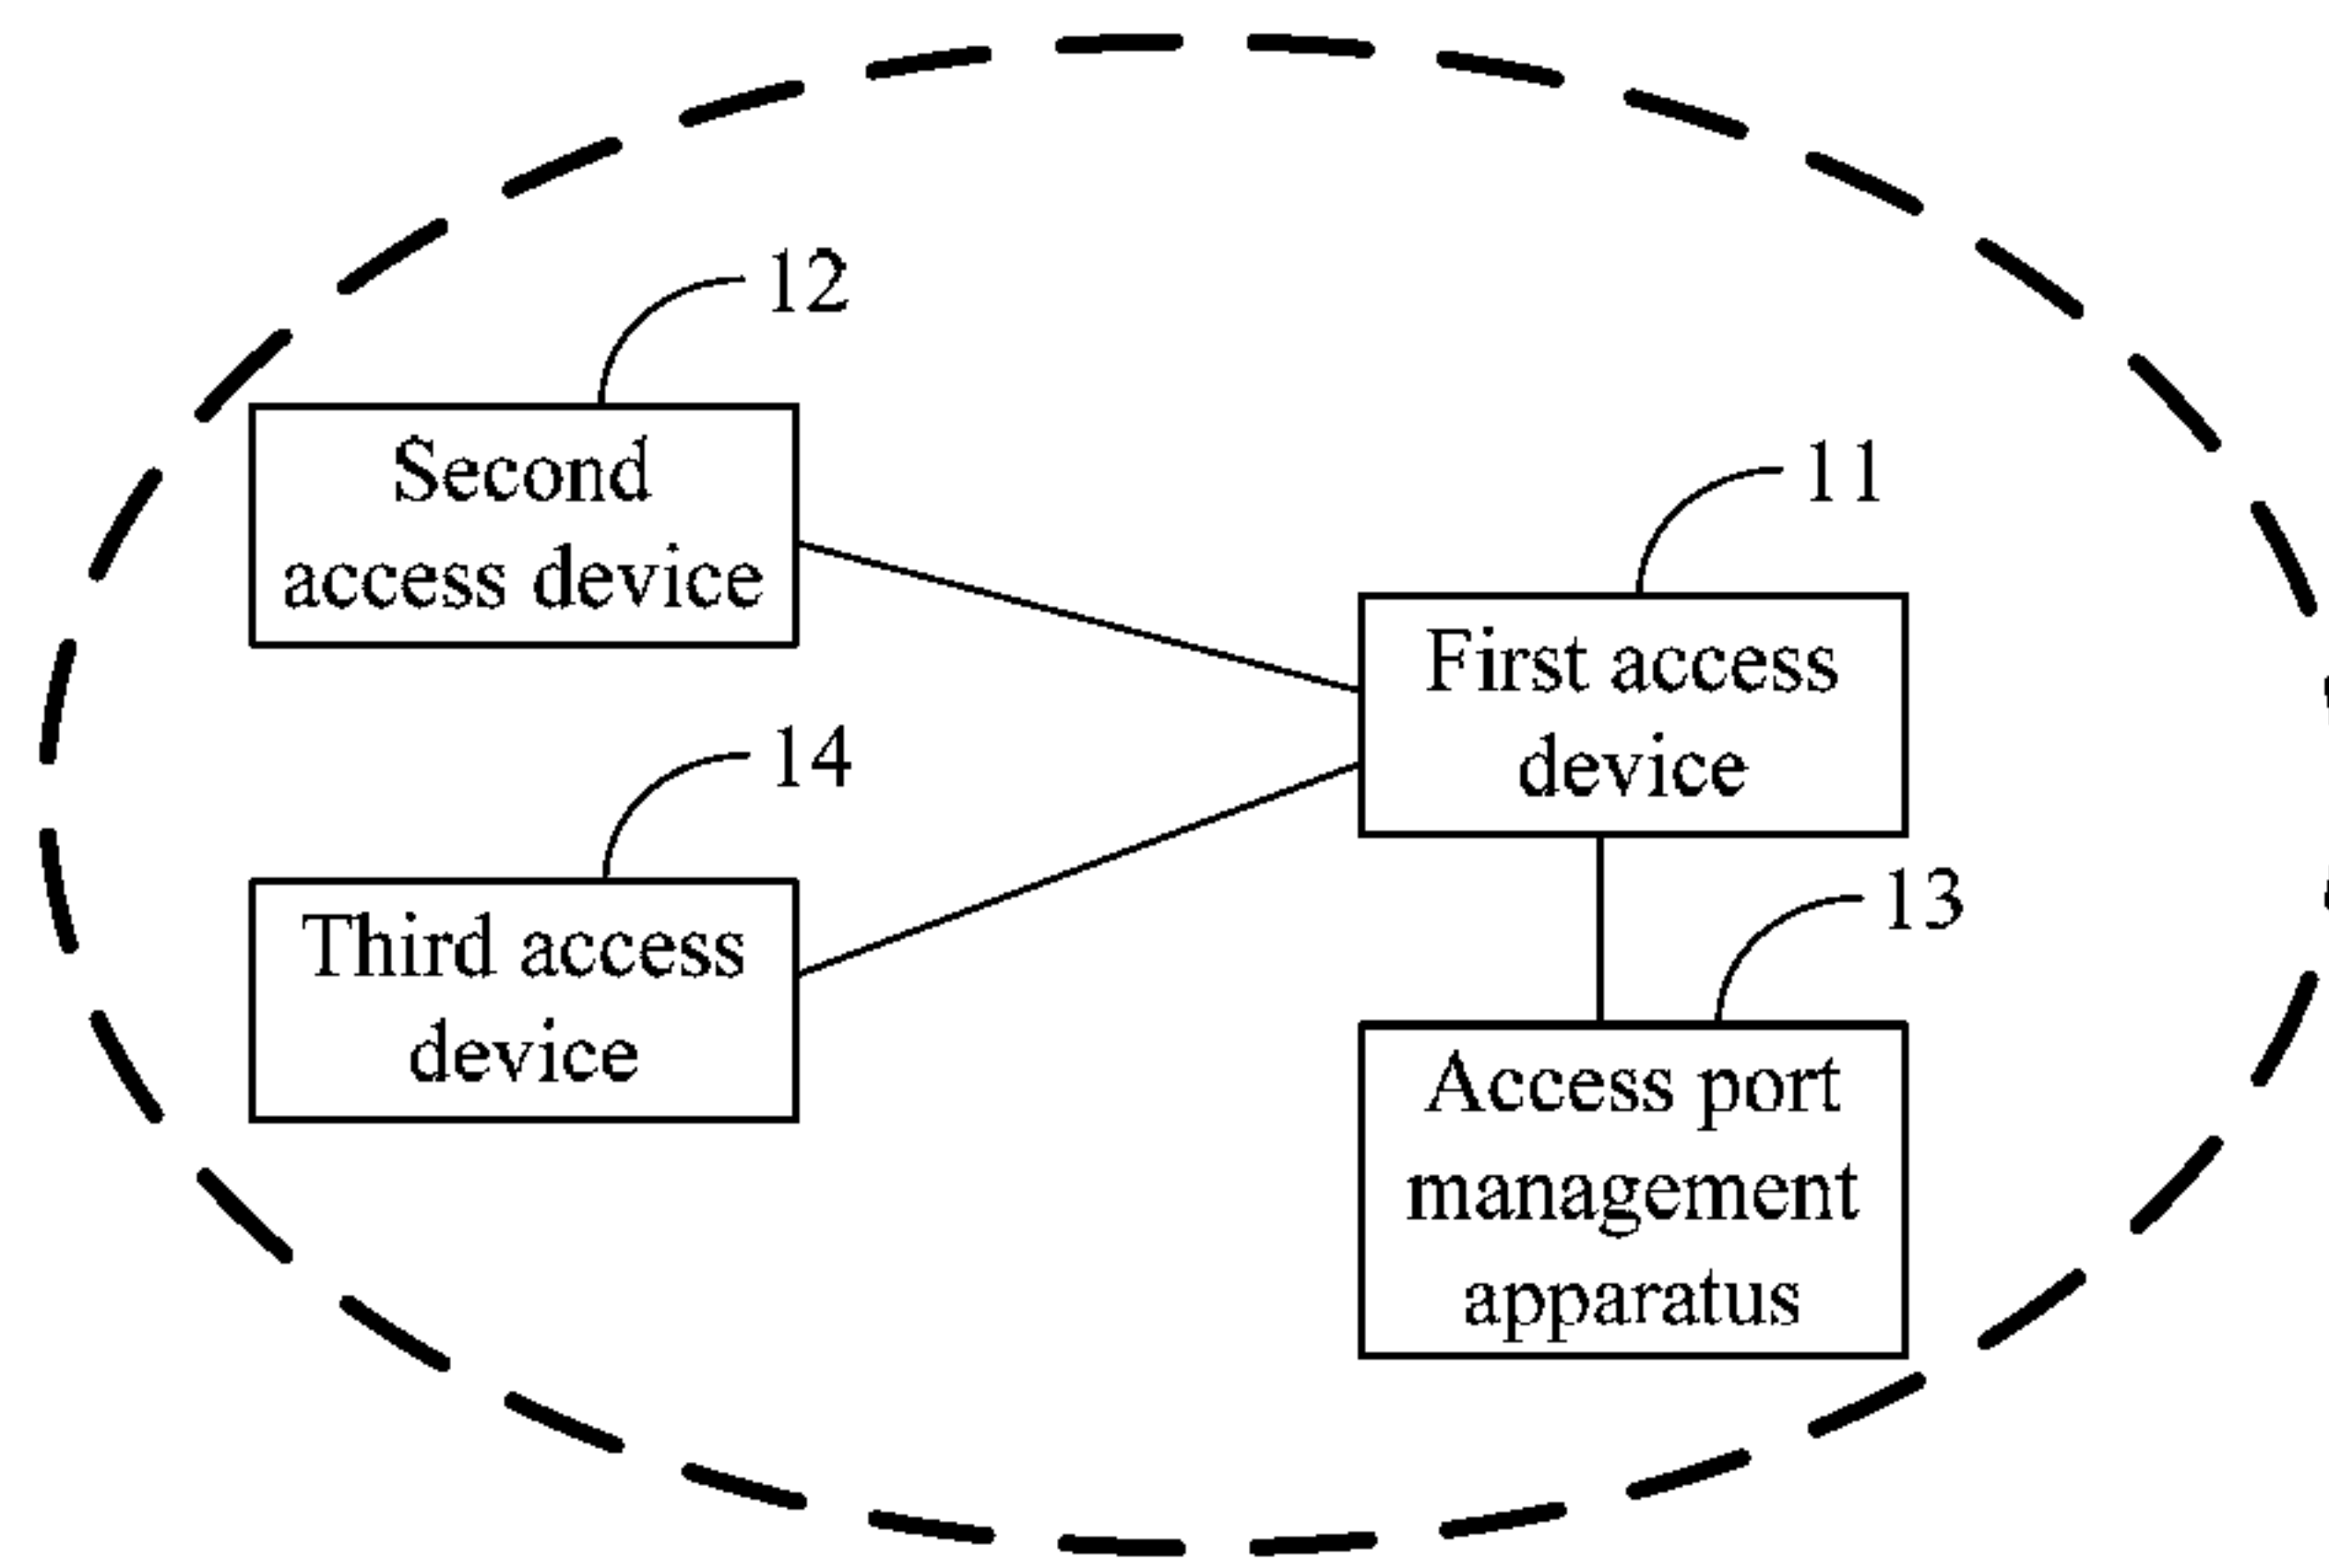 12
Second
access device
11
First access
device
14
Third access
device
13
Access port
management
apparatus